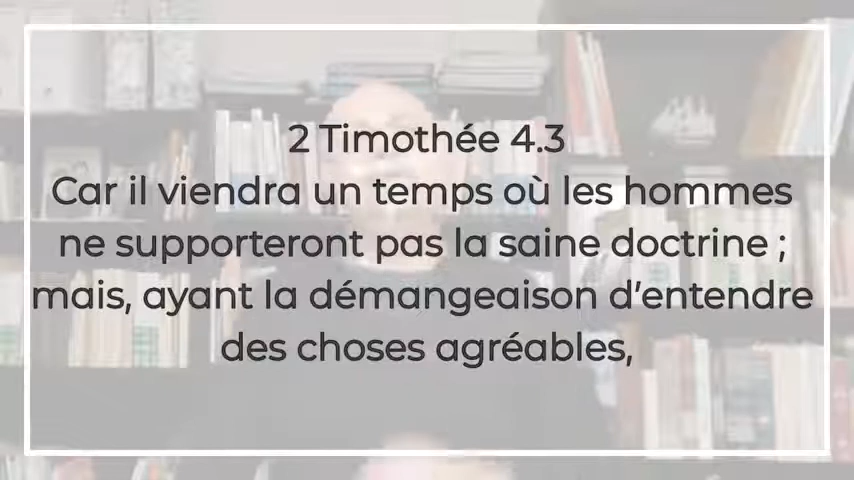 2 Timothée 4.3
Car il viendra un temps où les hommes
ne supporteront pas la saine doctrine ;
mais, ayant la démangeaison d’entendre
des choses agréables,